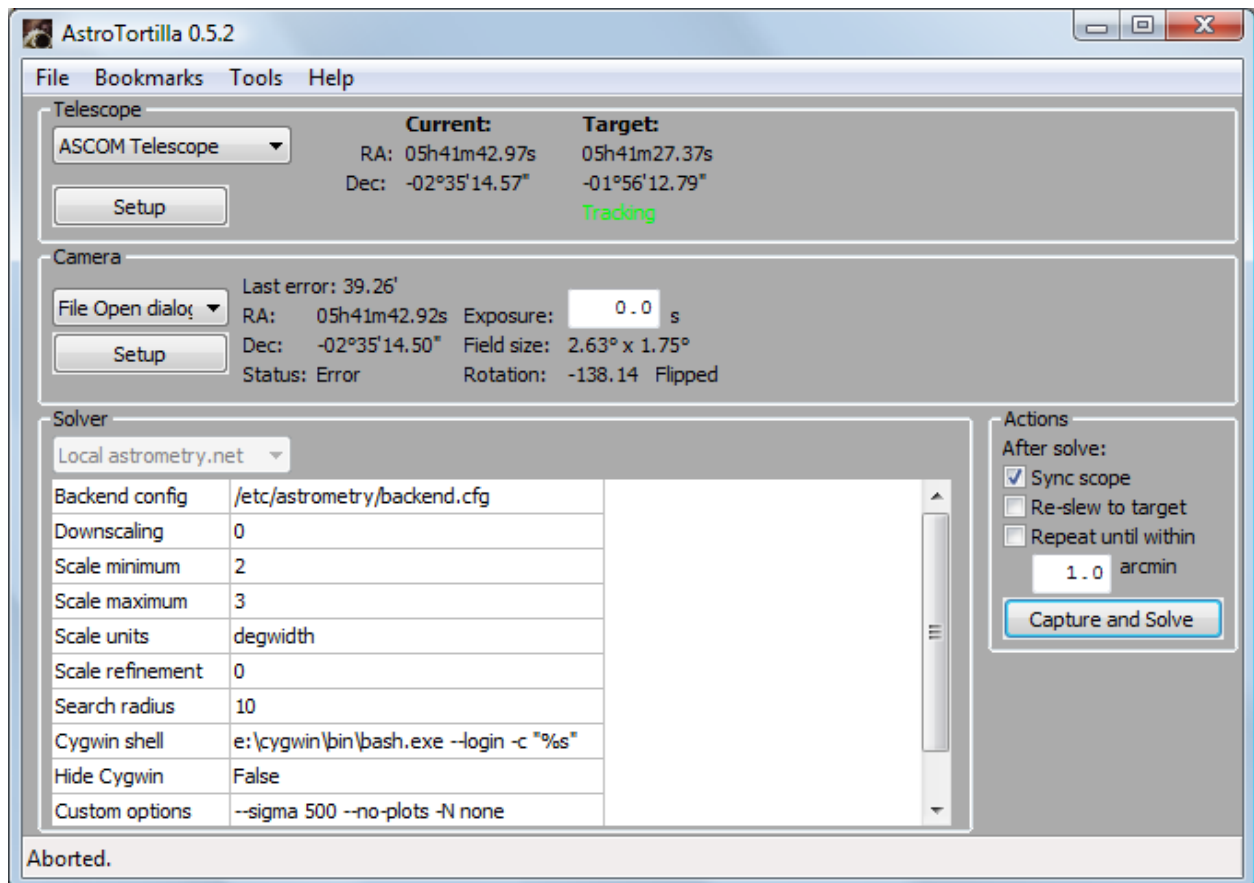 AstroTortilla 0.5.2
File Bookmarks Tools Help
Telescope
ASCOM Telescope
Setup
Current: Target:
RA: 05h41m42.97s 05h41m27.37s
Dec: -02°35'14.57" -01°56'12.79"
Tracking
Camera
File Open dialog
Setup
Last error: 39.26'
RA: 05h41m42.92s Exposure: 0.0 s
Dec: -02°35'14.50" Field size: 2.63° x 1.75°
Status: Error Rotation: -138.14 Flipped
Solver
Local astrometry.net
Backend config /etc/astrometry/backend.cfg
Downscaling 0
Scale minimum 2
Scale maximum 3
Scale units degwidth
Scale refinement 0
Search radius 10
Cygwin shell e:\cygwin\bin\bash.exe --login -c "%s"
Hide Cygwin False
Custom options --sigma 500 --no-plots -N none
Actions
After solve:
Sync scope
Re-slew to target
Repeat until within
1.0 arcmin
Capture and Solve
Aborted.